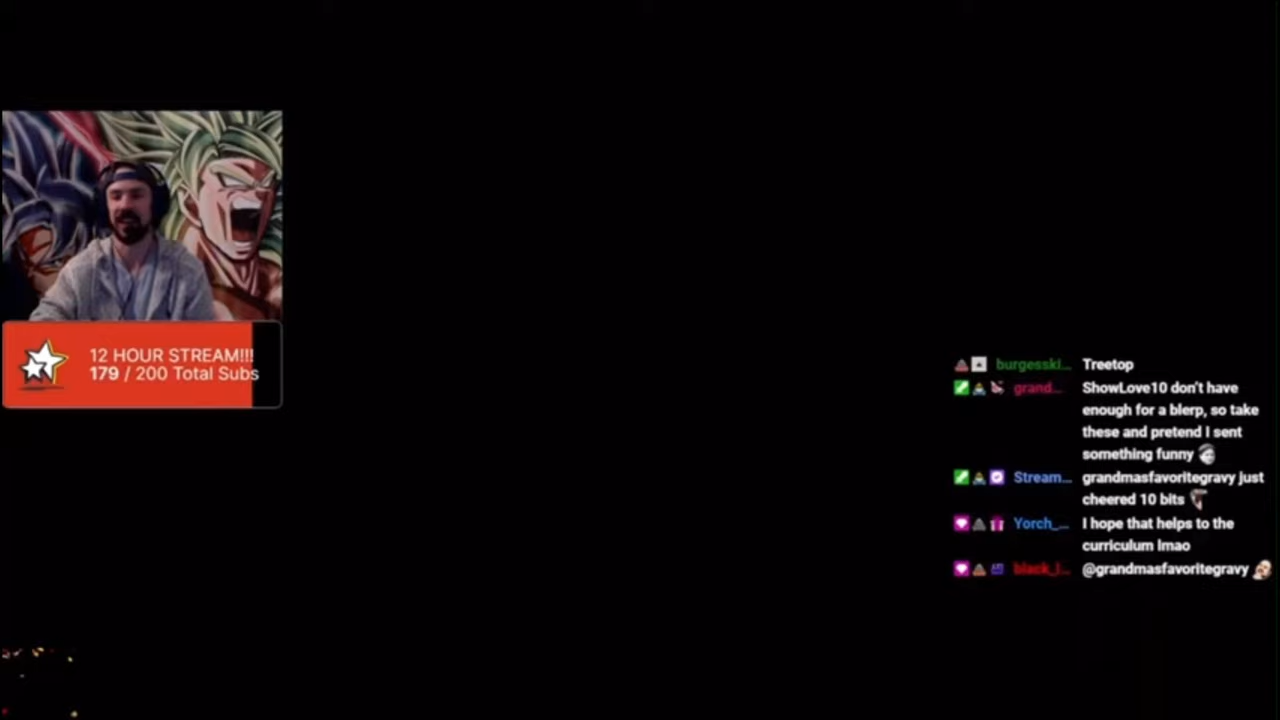 12 HOUR STREAM!!!
179 / 200 Total Subs
burgesski… Treetop
grand… ShowLove10 don't have
enough for a blerp, so take
these and pretend I sent
something funny
Stream… grandmasfavoritegravy just
cheered 10 bits
Yorch_… I hope that helps to the
curriculum lmao
black_l… @grandmasfavoritegravy